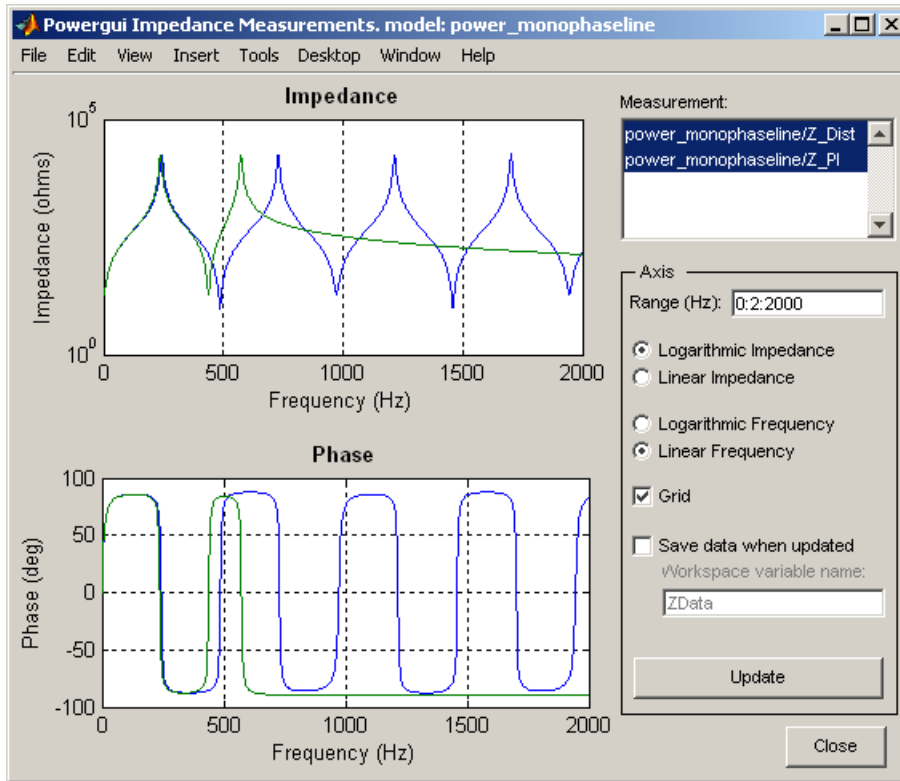 Powergui Impedance Measurements. model: power_monophaseline
File Edit View Insert Tools Desktop Window Help
Impedance
10^5
10^0
Impedance (ohms)
0 500 1000 1500 2000
Frequency (Hz)
Phase
100
50
0
-50
-100
Phase (deg)
0 500 1000 1500 2000
Frequency (Hz)
Measurement:
power_monophaseline/Z_Dist
power_monophaseline/Z_PI
Axis
Range (Hz): 0:2:2000
Logarithmic Impedance
Linear Impedance
Logarithmic Frequency
Linear Frequency
Grid
Save data when updated
Workspace variable name:
ZData
Update
Close